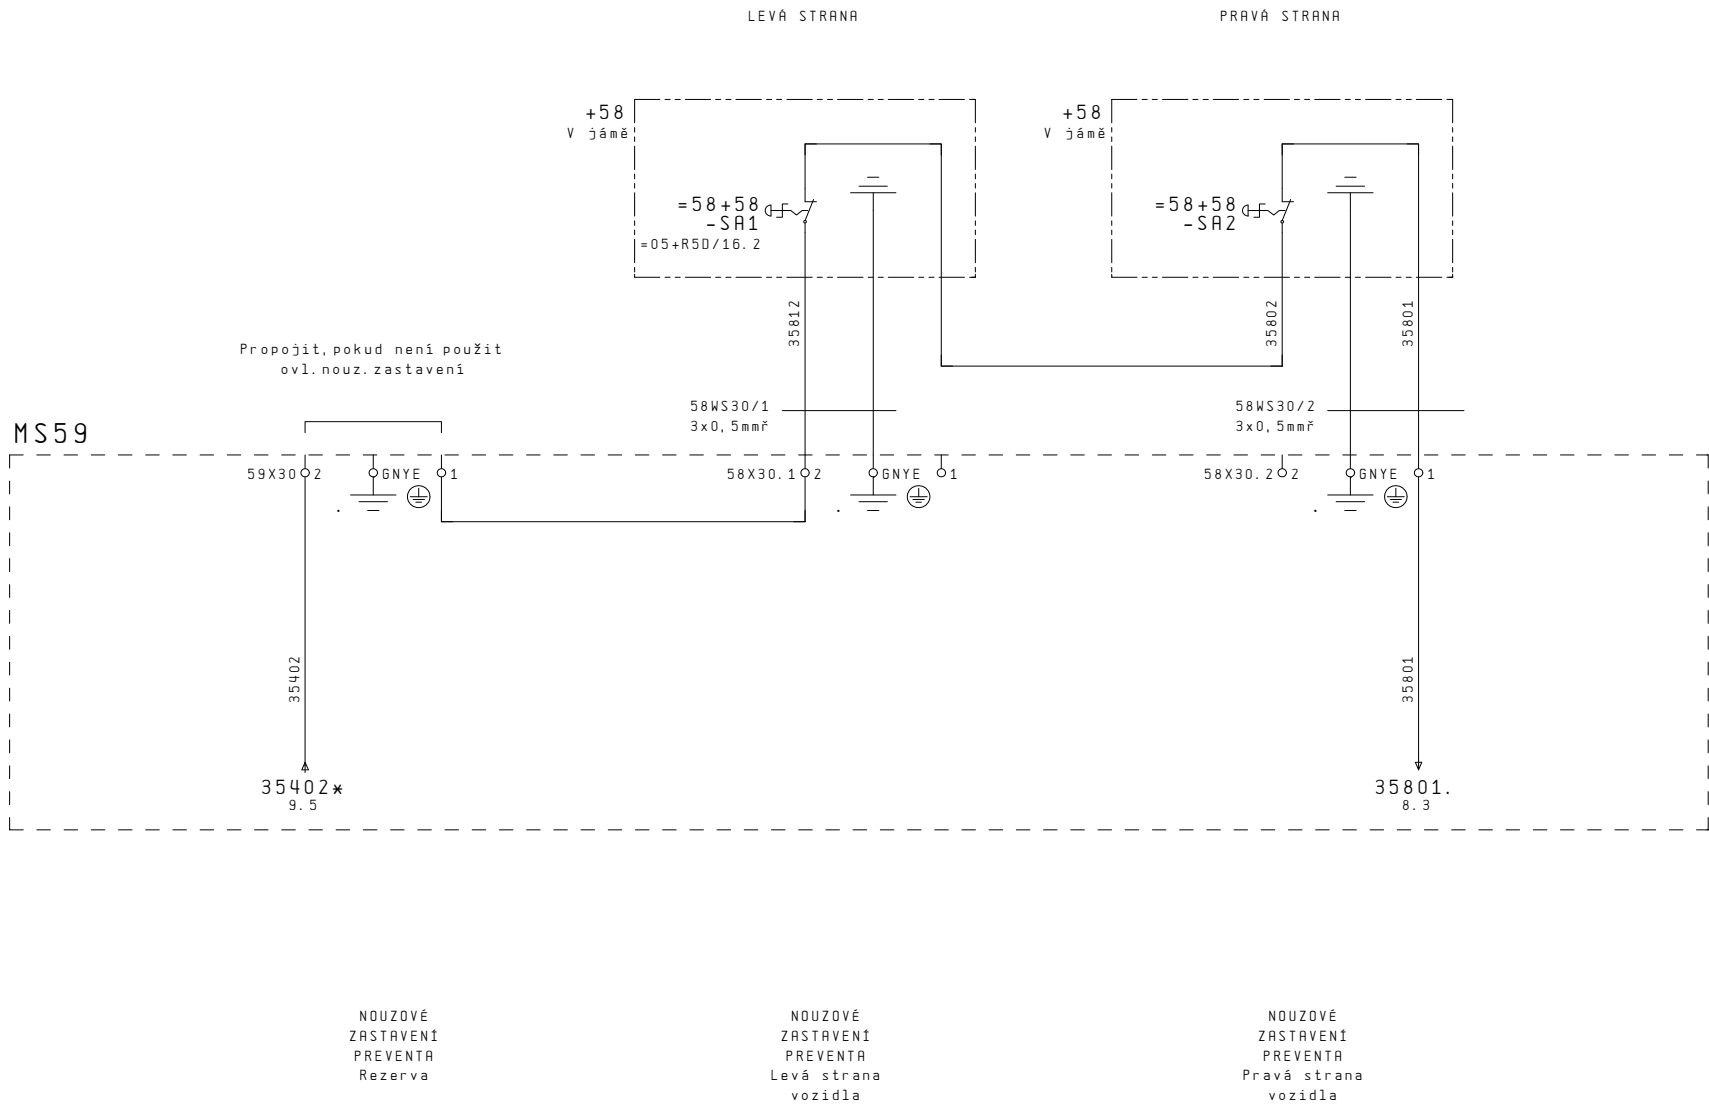 LEVÁ STRANA
PRAVÁ STRANA
+58
V jámě
+58
V jámě
=58+58
-SA1
=05+R5D/16.2
=58+58
-SA2
35812
35802
35801
Propojit, pokud není použit
ovl. nouz. zastavení
58WS30/1
3x0,5mmř
58WS30/2
3x0,5mmř
MS59
59X30 2 GNYE 1
58X30.1 2 GNYE 1
58X30.2 2 GNYE 1
35402
35801
35402*
9.5
35801.
8.3
NOUZOVÉ
ZASTAVENÍ
PREVENTA
Rezerva
NOUZOVÉ
ZASTAVENÍ
PREVENTA
Levá strana
vozidla
NOUZOVÉ
ZASTAVENÍ
PREVENTA
Pravá strana
vozidla